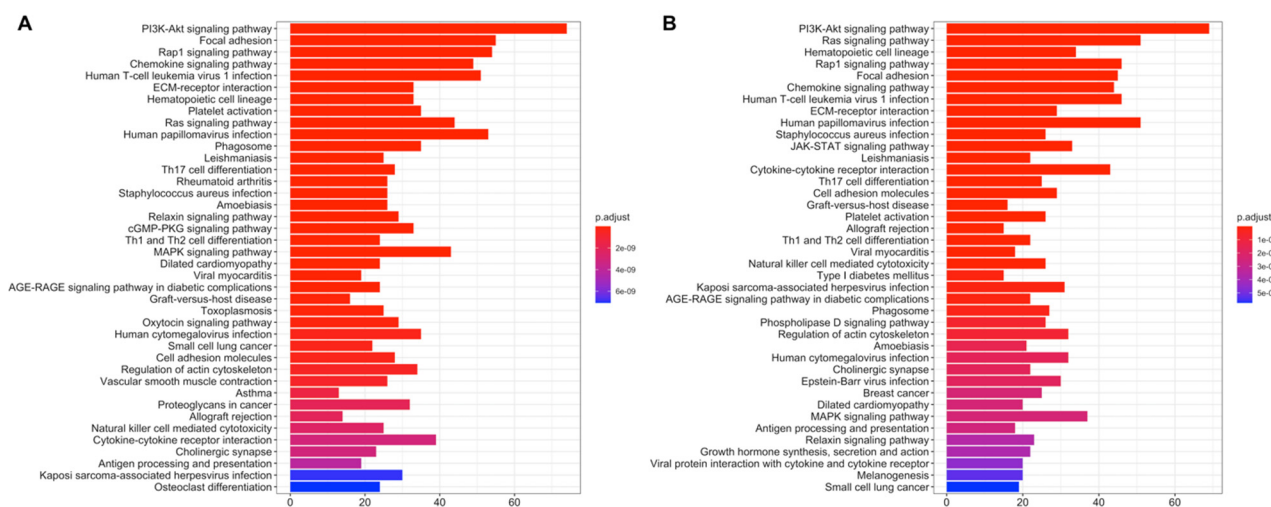 A
PI3K-Akt signaling pathway
Focal adhesion
Rap1 signaling pathway
Chemokine signaling pathway
Human T-cell leukemia virus 1 infection
ECM-receptor interaction
Hematopoietic cell lineage
Platelet activation
Ras signaling pathway
Human papillomavirus infection
Phagosome
Leishmaniasis
Th17 cell differentiation
Rheumatoid arthritis
Staphylococcus aureus infection
Amoebiasis
Relaxin signaling pathway
cGMP-PKG signaling pathway
Th1 and Th2 cell differentiation
MAPK signaling pathway
Dilated cardiomyopathy
Viral myocarditis
AGE-RAGE signaling pathway in diabetic complications
Graft-versus-host disease
Toxoplasmosis
Oxytocin signaling pathway
Human cytomegalovirus infection
Small cell lung cancer
Cell adhesion molecules
Regulation of actin cytoskeleton
Vascular smooth muscle contraction
Asthma
Proteoglycans in cancer
Allograft rejection
Natural killer cell mediated cytotoxicity
Cytokine-cytokine receptor interaction
Cholinergic synapse
Antigen processing and presentation
Kaposi sarcoma-associated herpesvirus infection
Osteoclast differentiation
0 20 40 60
p.adjust
2e-09
4e-09
6e-09
B
PI3K-Akt signaling pathway
Ras signaling pathway
Hematopoietic cell lineage
Rap1 signaling pathway
Focal adhesion
Chemokine signaling pathway
Human T-cell leukemia virus 1 infection
ECM-receptor interaction
Human papillomavirus infection
Staphylococcus aureus infection
JAK-STAT signaling pathway
Leishmaniasis
Cytokine-cytokine receptor interaction
Th17 cell differentiation
Cell adhesion molecules
Graft-versus-host disease
Platelet activation
Allograft rejection
Th1 and Th2 cell differentiation
Viral myocarditis
Natural killer cell mediated cytotoxicity
Type I diabetes mellitus
Kaposi sarcoma-associated herpesvirus infection
AGE-RAGE signaling pathway in diabetic complications
Phagosome
Phospholipase D signaling pathway
Regulation of actin cytoskeleton
Amoebiasis
Human cytomegalovirus infection
Cholinergic synapse
Epstein-Barr virus infection
Breast cancer
Dilated cardiomyopathy
MAPK signaling pathway
Antigen processing and presentation
Relaxin signaling pathway
Growth hormone synthesis, secretion and action
Viral protein interaction with cytokine and cytokine receptor
Melanogenesis
Small cell lung cancer
0 20 40 60
p.adjust